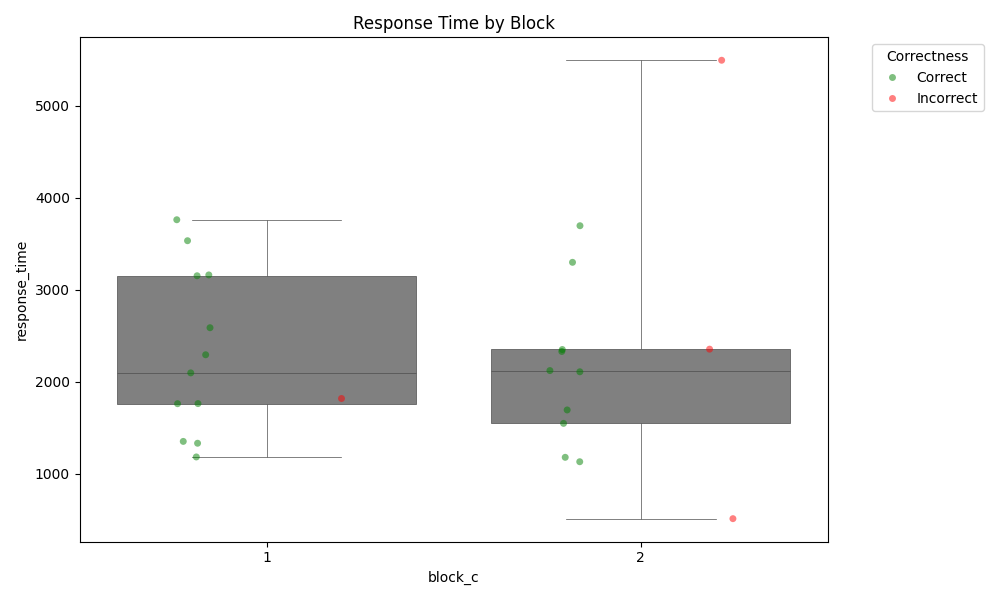 Response Time by Block
Correctness
Correct
Incorrect
5000
4000
3000
2000
1000
response_time
1
2
block_c